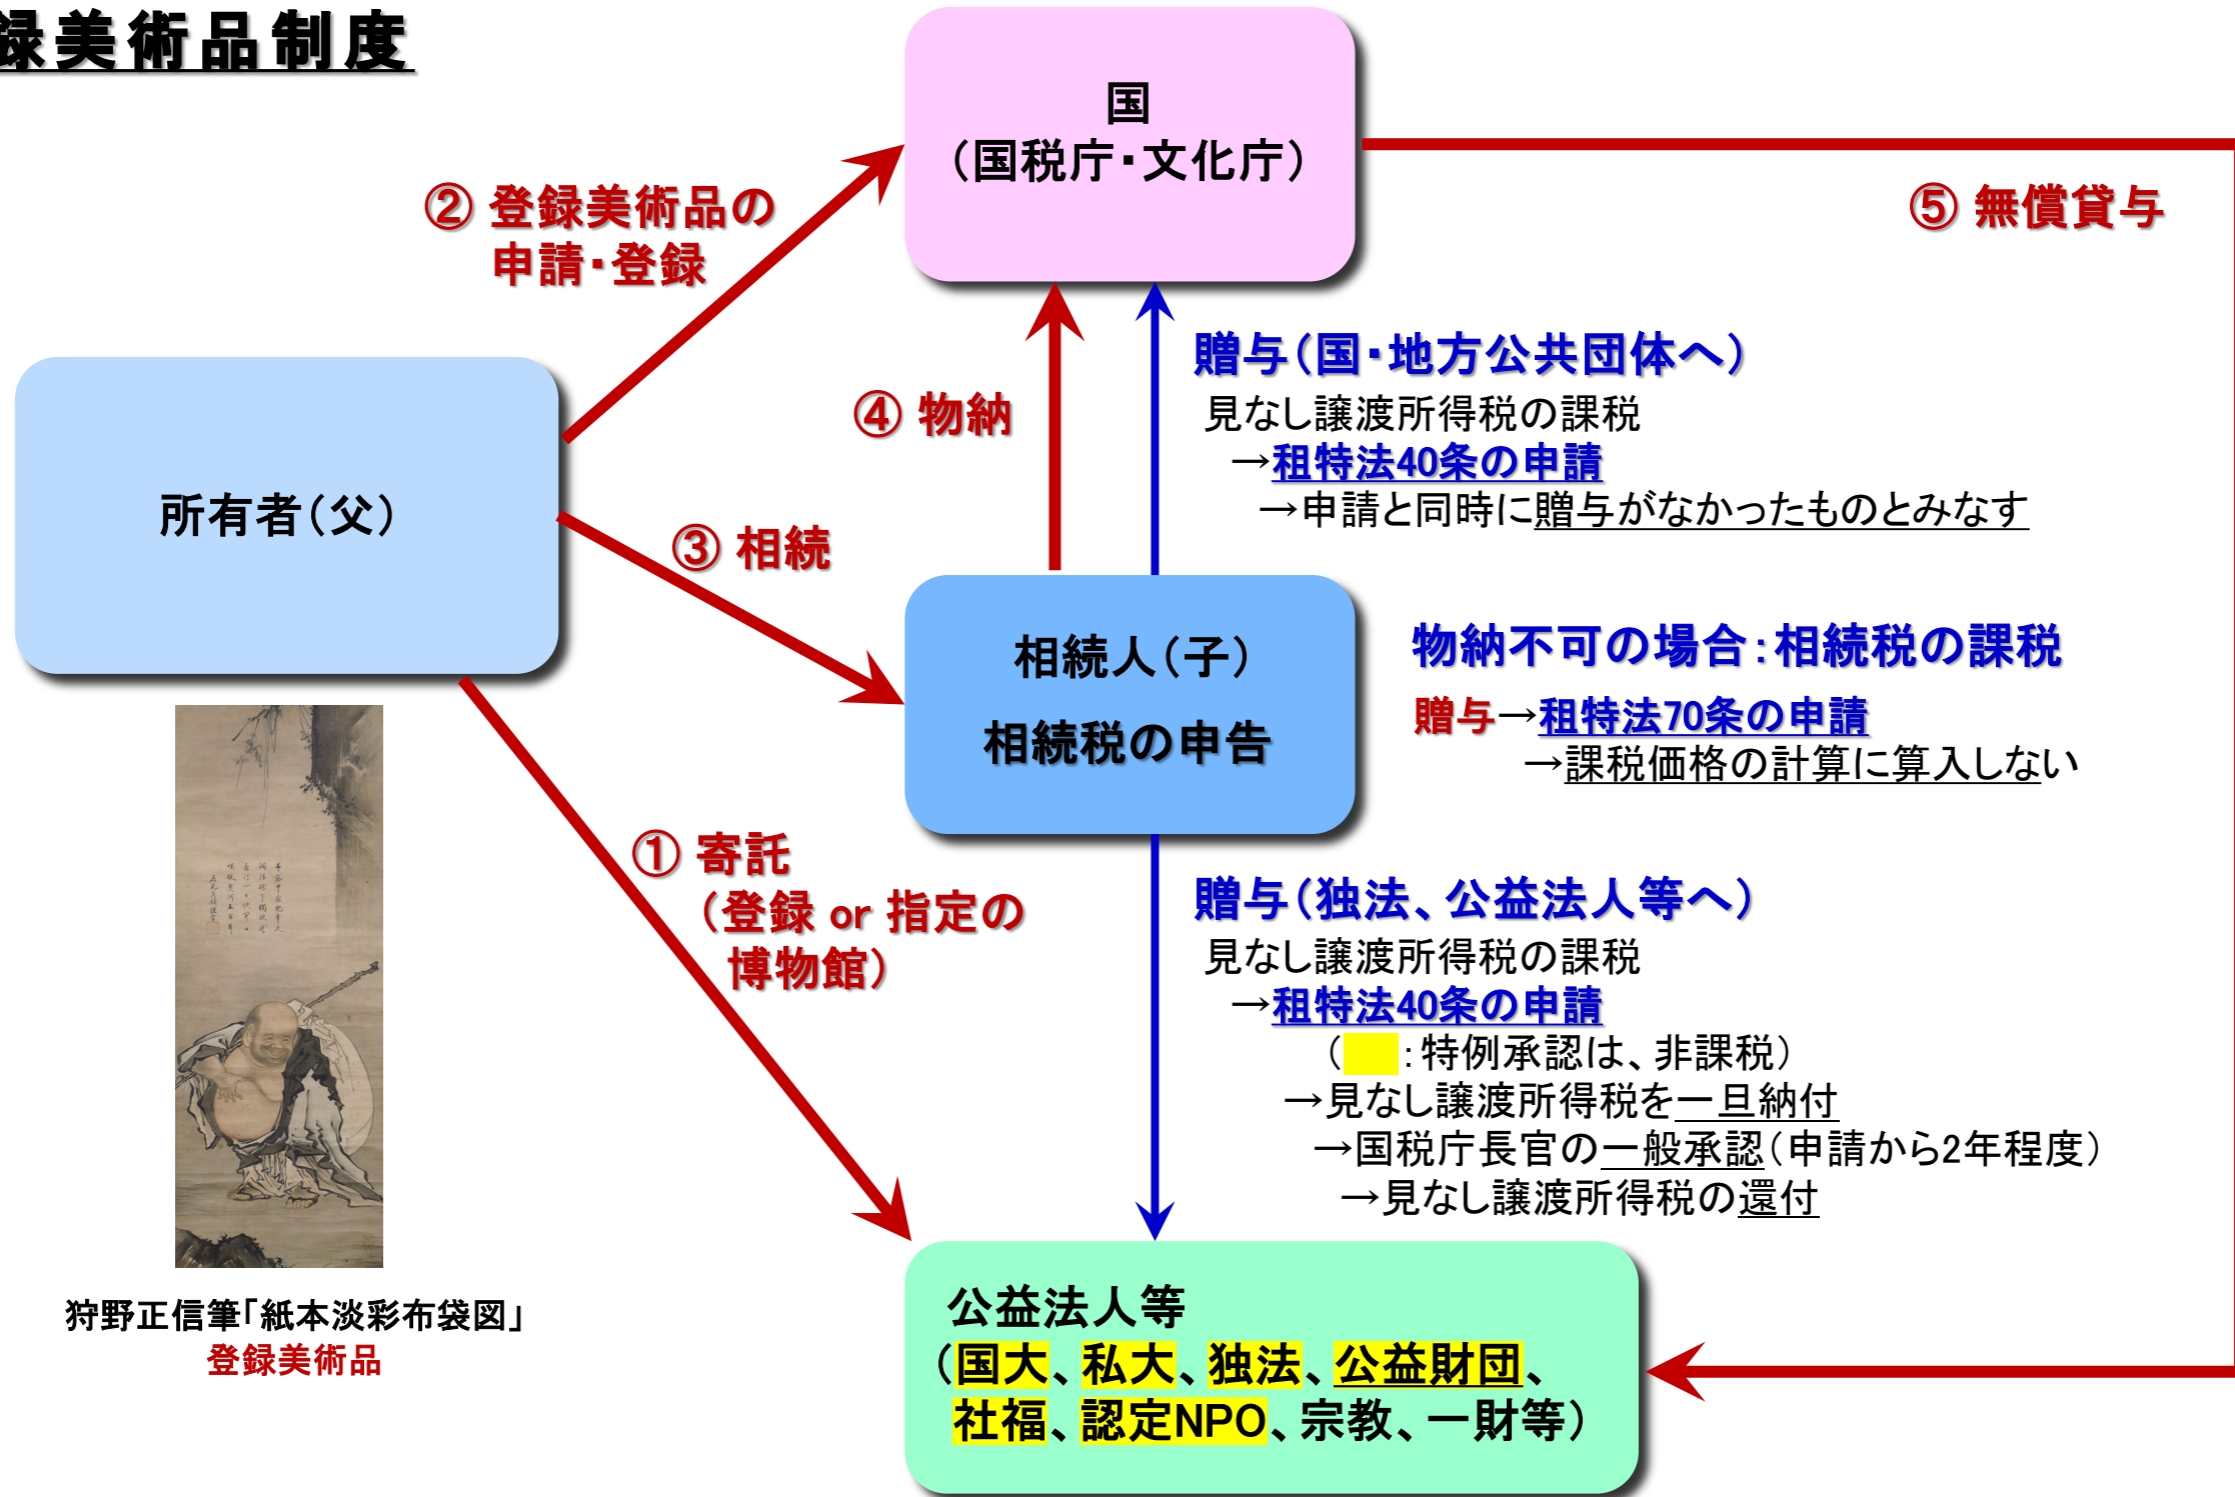 録美術品制度
国
（国税庁・文化庁）
② 登録美術品の
申請・登録
⑤ 無償貸与
贈与（国・地方公共団体へ）
見なし譲渡所得税の課税
→租特法40条の申請
→申請と同時に贈与がなかったものとみなす
④ 物納
所有者（父）
③ 相続
相続人（子）
相続税の申告
物納不可の場合：相続税の課税
贈与→租特法70条の申請
→課税価格の計算に算入しない
① 寄託
（登録 or 指定の
博物館）
贈与（独法、公益法人等へ）
見なし譲渡所得税の課税
→租特法40条の申請
（　：特例承認は、非課税）
→見なし譲渡所得税を一旦納付
→国税庁長官の一般承認（申請から2年程度）
→見なし譲渡所得税の還付
狩野正信筆「紙本淡彩布袋図」
登録美術品
公益法人等
（国大、私大、独法、公益財団、
社福、認定NPO、宗教、一財等）